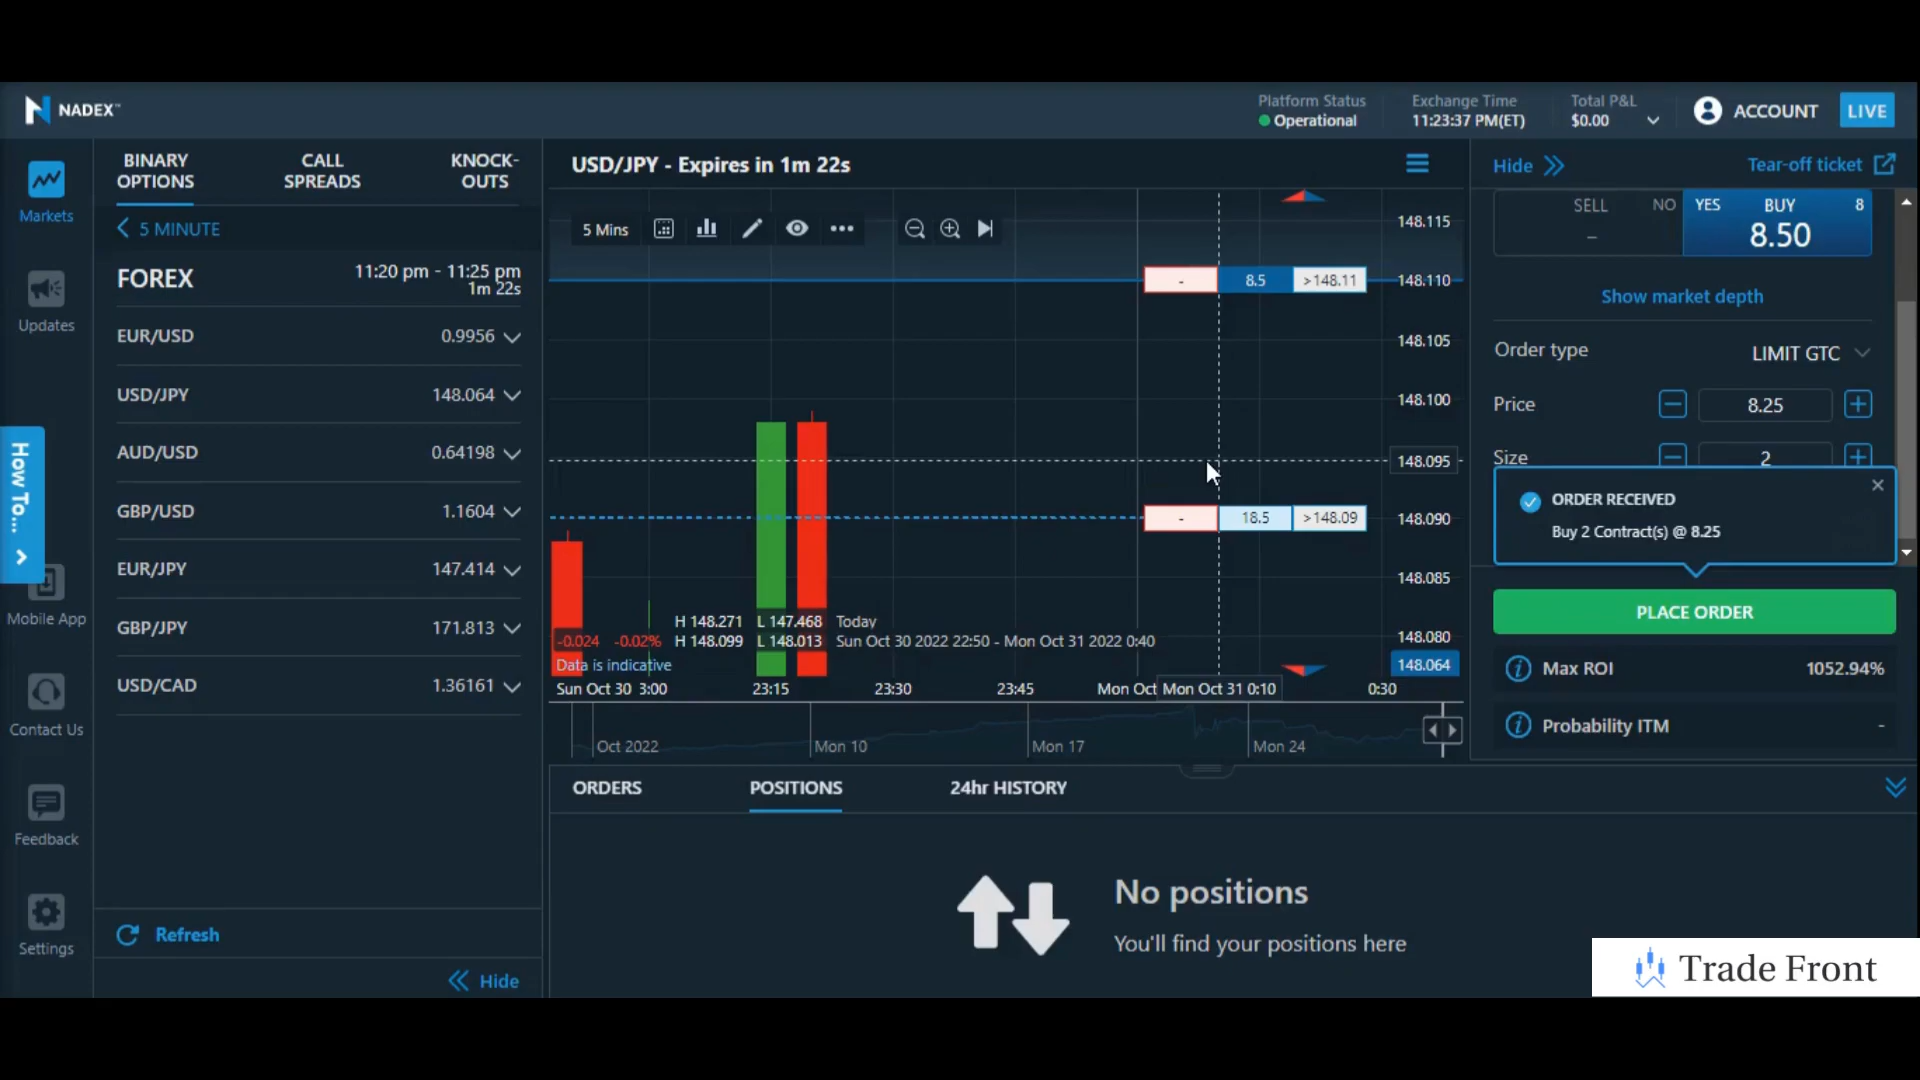 NADEX™
Platform Status
Operational
Exchange Time
11:23:37 PM(ET)
Total P&L
$0.00
ACCOUNT
LIVE
Markets
Updates
How To...
Mobile App
Contact Us
Feedback
Settings
BINARY
OPTIONS
CALL
SPREADS
KNOCK-
OUTS
5 MINUTE
FOREX
11:20 pm - 11:25 pm
1m 22s
EUR/USD 0.9956
USD/JPY 148.064
AUD/USD 0.64198
GBP/USD 1.1604
EUR/JPY 147.414
GBP/JPY 171.813
USD/CAD 1.36161
Refresh
Hide
USD/JPY - Expires in 1m 22s
5 Mins
148.115
- 8.5 >148.11 148.110
148.105
148.100
148.095
- 18.5 >148.09 148.090
148.085
148.080
148.064
H 148.271 L 147.468 Today
-0.024 -0.02% H 148.099 L 148.013 Sun Oct 30 2022 22:50 - Mon Oct 31 2022 0:40
Data is indicative
Sun Oct 30 3:00 23:15 23:30 23:45 Mon Oct Mon Oct 31 0:10 0:30
Oct 2022 Mon 10 Mon 17 Mon 24
Hide
Tear-off ticket
SELL NO YES BUY 8
– 8.50
Show market depth
Order type LIMIT GTC
Price 8.25
Size 2
ORDER RECEIVED
Buy 2 Contract(s) @ 8.25
PLACE ORDER
Max ROI 1052.94%
Probability ITM -
ORDERS POSITIONS 24hr HISTORY
No positions
You'll find your positions here
Trade Front